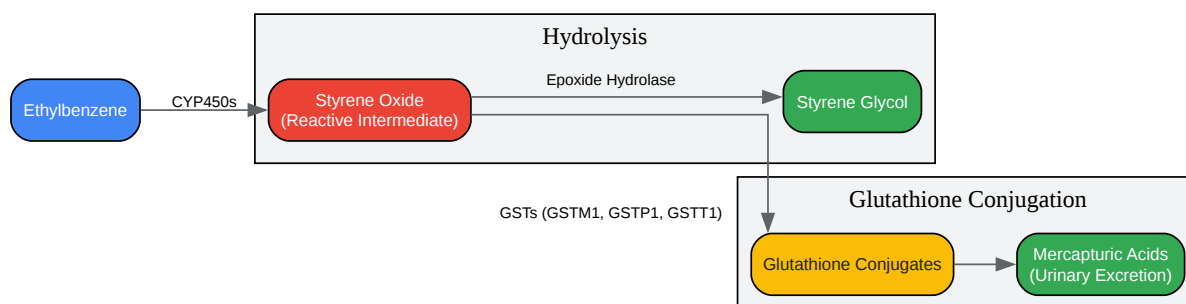 Hydrolysis
Ethylbenzene
CYP450s
Styrene Oxide
(Reactive Intermediate)
Epoxide Hydrolase
Styrene Glycol
GSTs (GSTM1, GSTP1, GSTT1)
Glutathione Conjugation
Glutathione Conjugates
Mercapturic Acids
(Urinary Excretion)